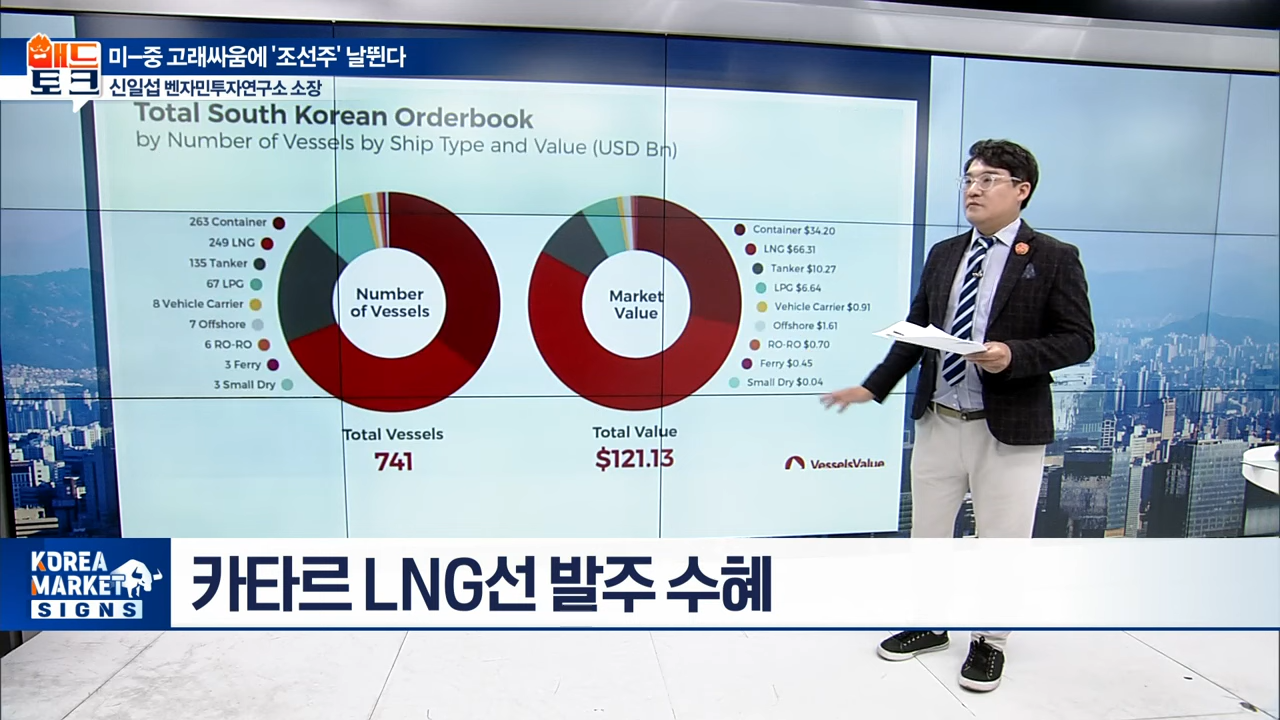 해드
토크
미-중 고래싸움에 '조선주' 날뛴다
신일섭 벤자민투자연구소 소장
Total South Korean Orderbook
by Number of Vessels by Ship Type and Value (USD Bn)
263 Container
249 LNG
135 Tanker
67 LPG
8 Vehicle Carrier
7 Offshore
6 RO-RO
3 Ferry
3 Small Dry
Number
of Vessels
Total Vessels
741
Market
Value
Container $34.20
LNG $66.31
Tanker $10.27
LPG $6.64
Vehicle Carrier $0.91
Offshore $1.61
RO-RO $0.70
Ferry $0.45
Small Dry $0.04
Total Value
$121.13
VesselsValue
KOREA
MARKET
SIGNS
카타르 LNG선 발주 수혜